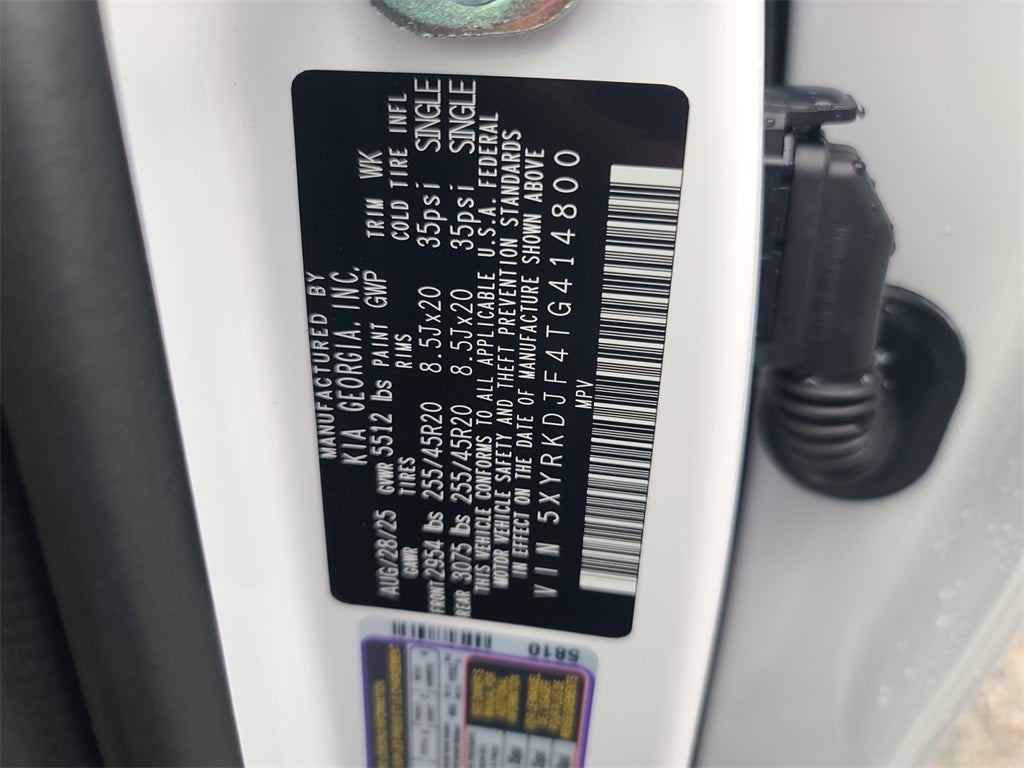 MANUFACTURED BY
KIA GEORGIA, INC.
AUG/28/25 GVWR 5512 lbs PAINT GWP TRIM WK
GAWR TIRES RIMS COLD TIRE INFL
FRONT 2954 lbs 255/45R20 8.5Jx20 35psi SINGLE
REAR 3075 lbs 255/45R20 8.5Jx20 35psi SINGLE
THIS VEHICLE CONFORMS TO ALL APPLICABLE U.S.A. FEDERAL
MOTOR VEHICLE SAFETY AND THEFT PREVENTION STANDARDS
IN EFFECT ON THE DATE OF MANUFACTURE SHOWN ABOVE
VIN 5XYRKDJF4TG414800
MPV
5810